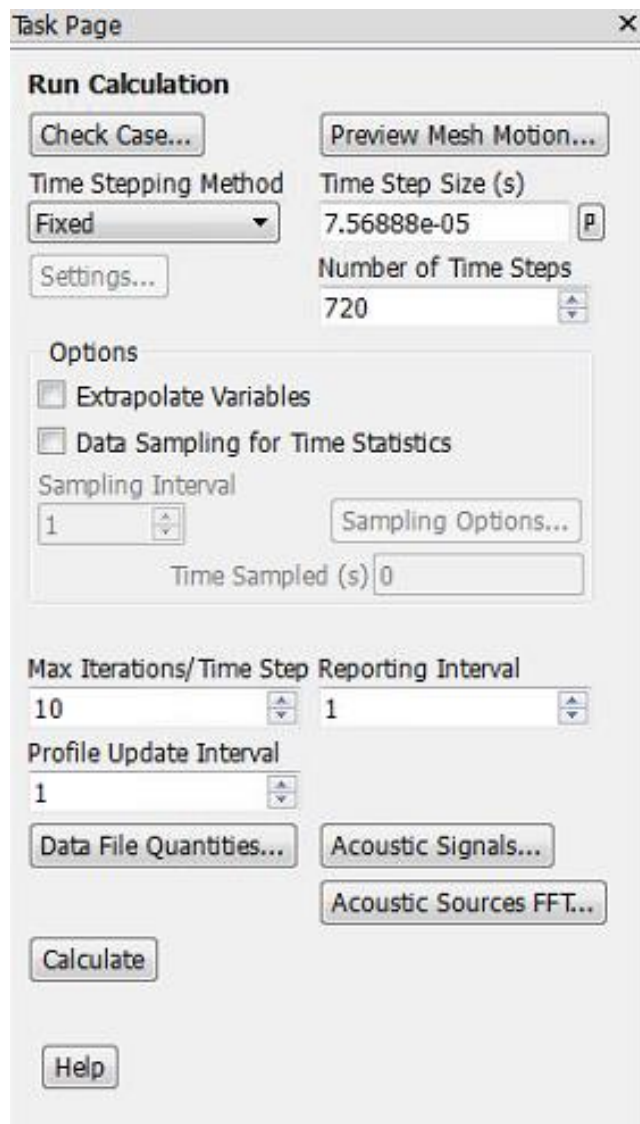 Task Page
Run Calculation
Check Case... Preview Mesh Motion...
Time Stepping Method Time Step Size (s)
Fixed 7.56888e-05 P
Settings... Number of Time Steps
720
Options
Extrapolate Variables
Data Sampling for Time Statistics
Sampling Interval
1 Sampling Options...
Time Sampled (s) 0
Max Iterations/Time Step Reporting Interval
10 1
Profile Update Interval
1
Data File Quantities... Acoustic Signals...
Acoustic Sources FFT...
Calculate
Help